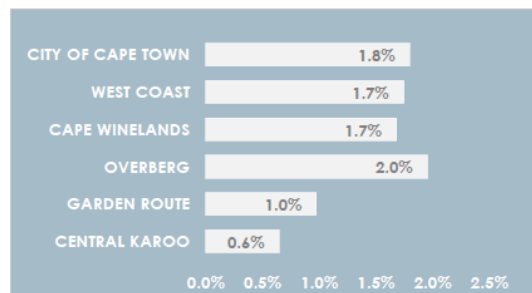 CITY OF CAPE TOWN 1.8%
WEST COAST 1.7%
CAPE WINELANDS 1.7%
OVERBERG 2.0%
GARDEN ROUTE 1.0%
CENTRAL KAROO 0.6%
0.0% 0.5% 1.0% 1.5% 2.0% 2.5%